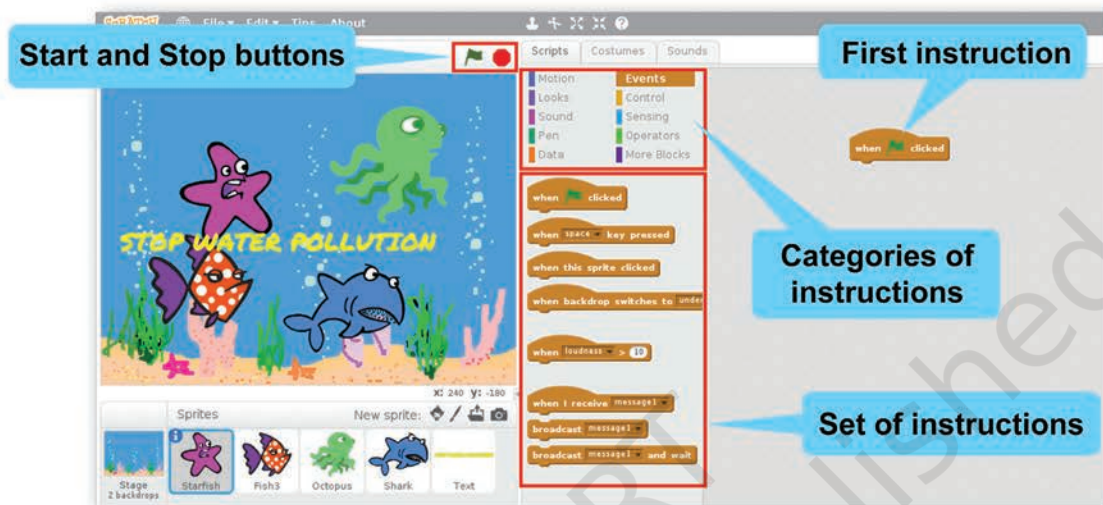 SCRATCH File Edit Tips About
Start and Stop buttons
Scripts Costumes Sounds
First instruction
Motion Events
Looks Control
Sound Sensing
Pen Operators
Data More Blocks
when clicked
when clicked
when space key pressed
when this sprite clicked
when backdrop switches to under
when loudness > 10
when I receive message1
broadcast message1
broadcast message1 and wait
Categories of
instructions
Set of instructions
STOP WATER POLLUTION
x: 240 y: -180
Sprites New sprite:
Stage
2 backdrops
Starfish Fish3 Octopus Shark Text